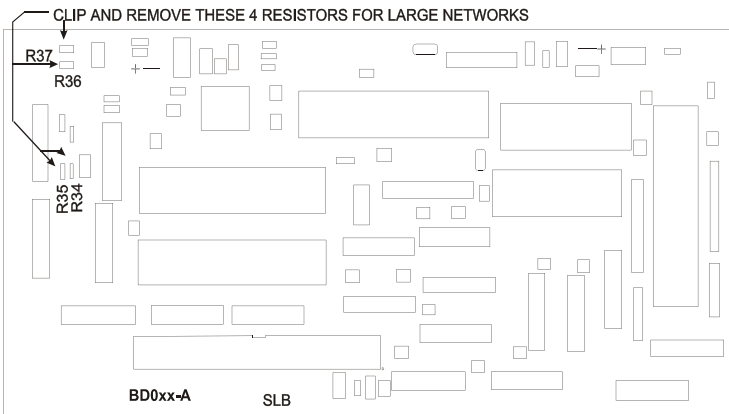 CLIP AND REMOVE THESE 4 RESISTORS FOR LARGE NETWORKS
R37
R36
R35
R34
BD0xx-A
SLB